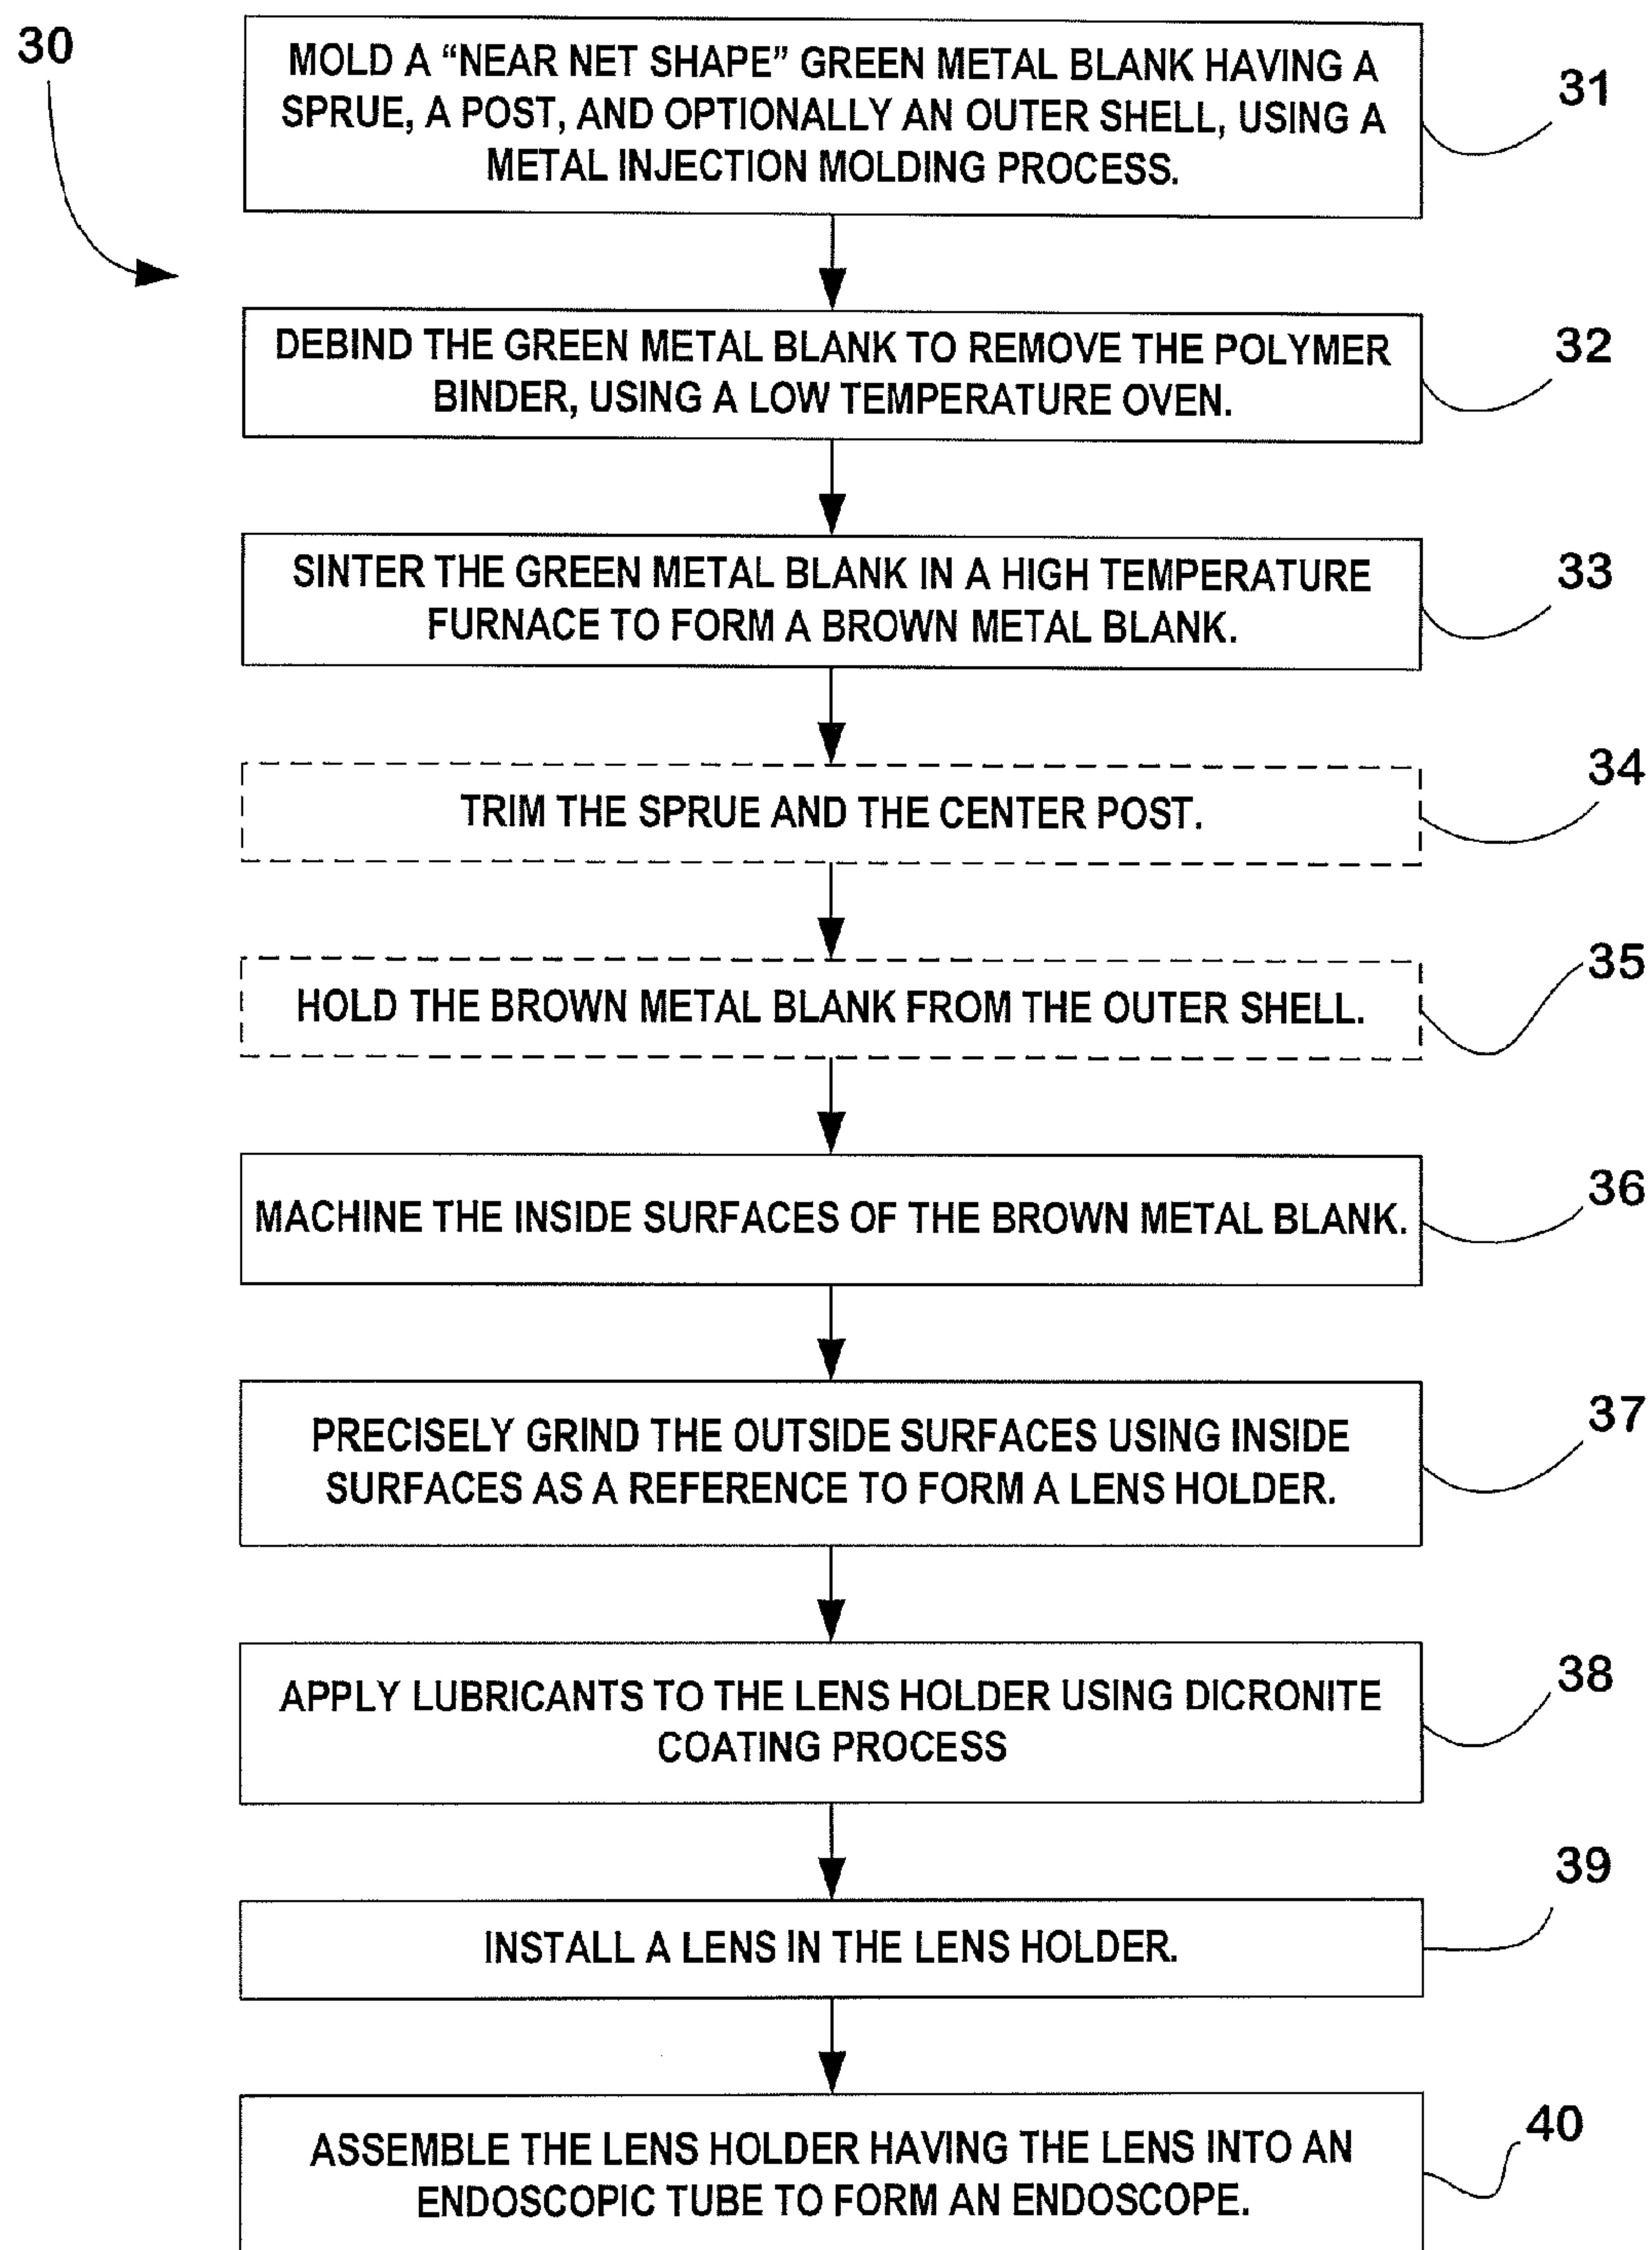 30
MOLD A “NEAR NET SHAPE” GREEN METAL BLANK HAVING A
SPRUE, A POST, AND OPTIONALLY AN OUTER SHELL, USING A
METAL INJECTION MOLDING PROCESS.
31
DEBIND THE GREEN METAL BLANK TO REMOVE THE POLYMER
BINDER, USING A LOW TEMPERATURE OVEN.
32
SINTER THE GREEN METAL BLANK IN A HIGH TEMPERATURE
FURNACE TO FORM A BROWN METAL BLANK.
33
TRIM THE SPRUE AND THE CENTER POST.
34
HOLD THE BROWN METAL BLANK FROM THE OUTER SHELL.
35
MACHINE THE INSIDE SURFACES OF THE BROWN METAL BLANK.
36
PRECISELY GRIND THE OUTSIDE SURFACES USING INSIDE
SURFACES AS A REFERENCE TO FORM A LENS HOLDER.
37
APPLY LUBRICANTS TO THE LENS HOLDER USING DICRONITE
COATING PROCESS
38
INSTALL A LENS IN THE LENS HOLDER.
39
ASSEMBLE THE LENS HOLDER HAVING THE LENS INTO AN
ENDOSCOPIC TUBE TO FORM AN ENDOSCOPE.
40